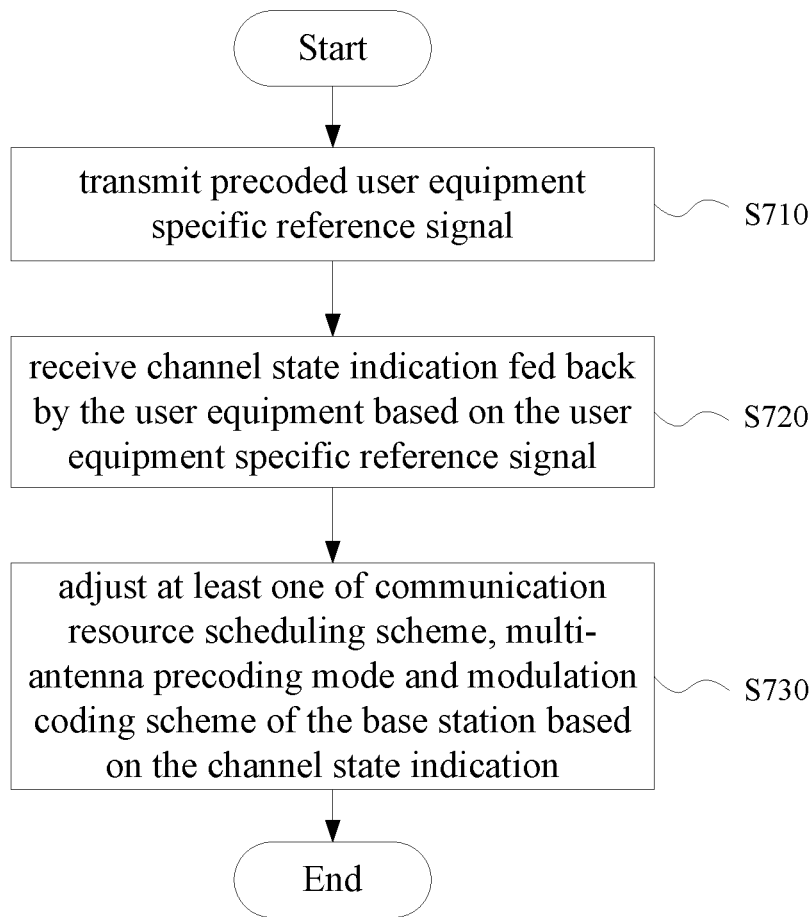 Start
transmit precoded user equipment
specific reference signal
S710
receive channel state indication fed back
by the user equipment based on the user
equipment specific reference signal
S720
adjust at least one of communication
resource scheduling scheme, multi-
antenna precoding mode and modulation
coding scheme of the base station based
on the channel state indication
S730
End